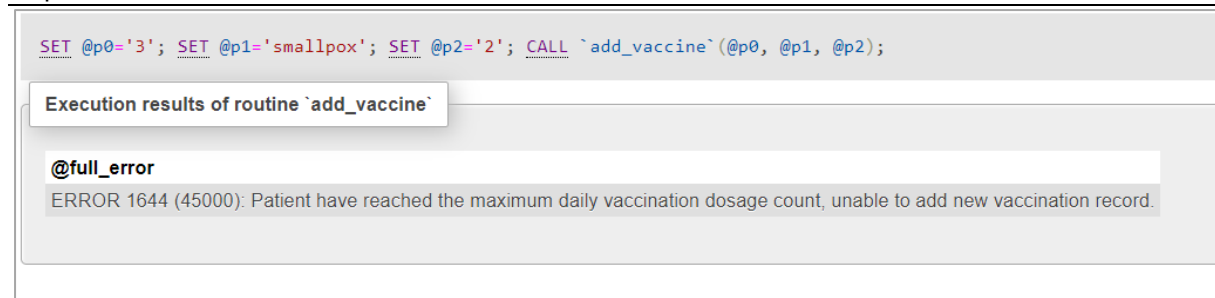 SET @p0='3'; SET @p1='smallpox'; SET @p2='2'; CALL `add_vaccine`(@p0, @p1, @p2);
Execution results of routine `add_vaccine`
@full_error
ERROR 1644 (45000): Patient have reached the maximum daily vaccination dosage count, unable to add new vaccination record.